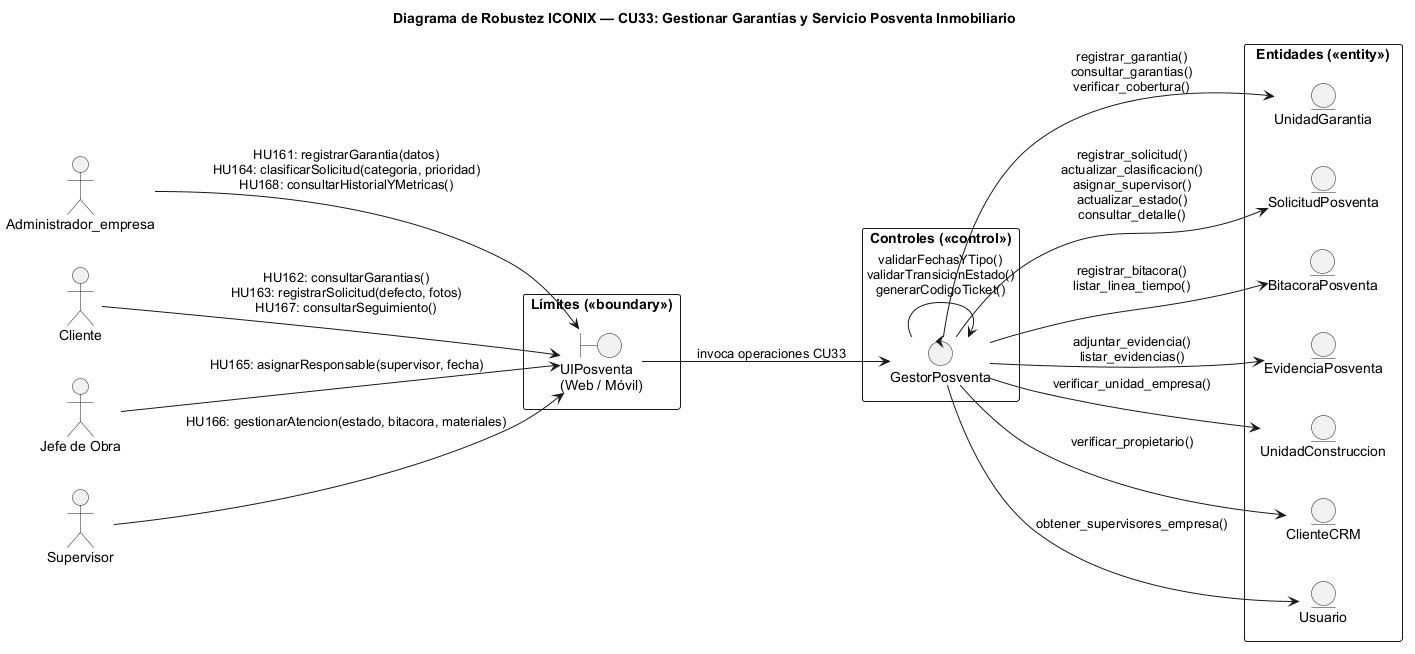 Diagrama de Robustez ICONIX — CU33: Gestionar Garantías y Servicio Posventa Inmobiliario
Administrador_empresa
Cliente
Jefe de Obra
Supervisor
HU161: registrarGarantia(datos)
HU164: clasificarSolicitud(categoria, prioridad)
HU168: consultarHistorialYMetricas()
HU162: consultarGarantias()
HU163: registrarSolicitud(defecto, fotos)
HU167: consultarSeguimiento()
HU165: asignarResponsable(supervisor, fecha)
HU166: gestionarAtencion(estado, bitacora, materiales)
Límites («boundary»)
UIPosventa
(Web / Móvil)
invoca operaciones CU33
Controles («control»)
validarFechasYTipo()
validarTransicionEstado()
generarCodigoTicket()
GestorPosventa
registrar_garantia()
consultar_garantias()
verificar_cobertura()
registrar_solicitud()
actualizar_clasificacion()
asignar_supervisor()
actualizar_estado()
consultar_detalle()
registrar_bitacora()
listar_linea_tiempo()
adjuntar_evidencia()
listar_evidencias()
verificar_unidad_empresa()
verificar_propietario()
obtener_supervisores_empresa()
Entidades («entity»)
UnidadGarantia
SolicitudPosventa
BitacoraPosventa
EvidenciaPosventa
UnidadConstruccion
ClienteCRM
Usuario